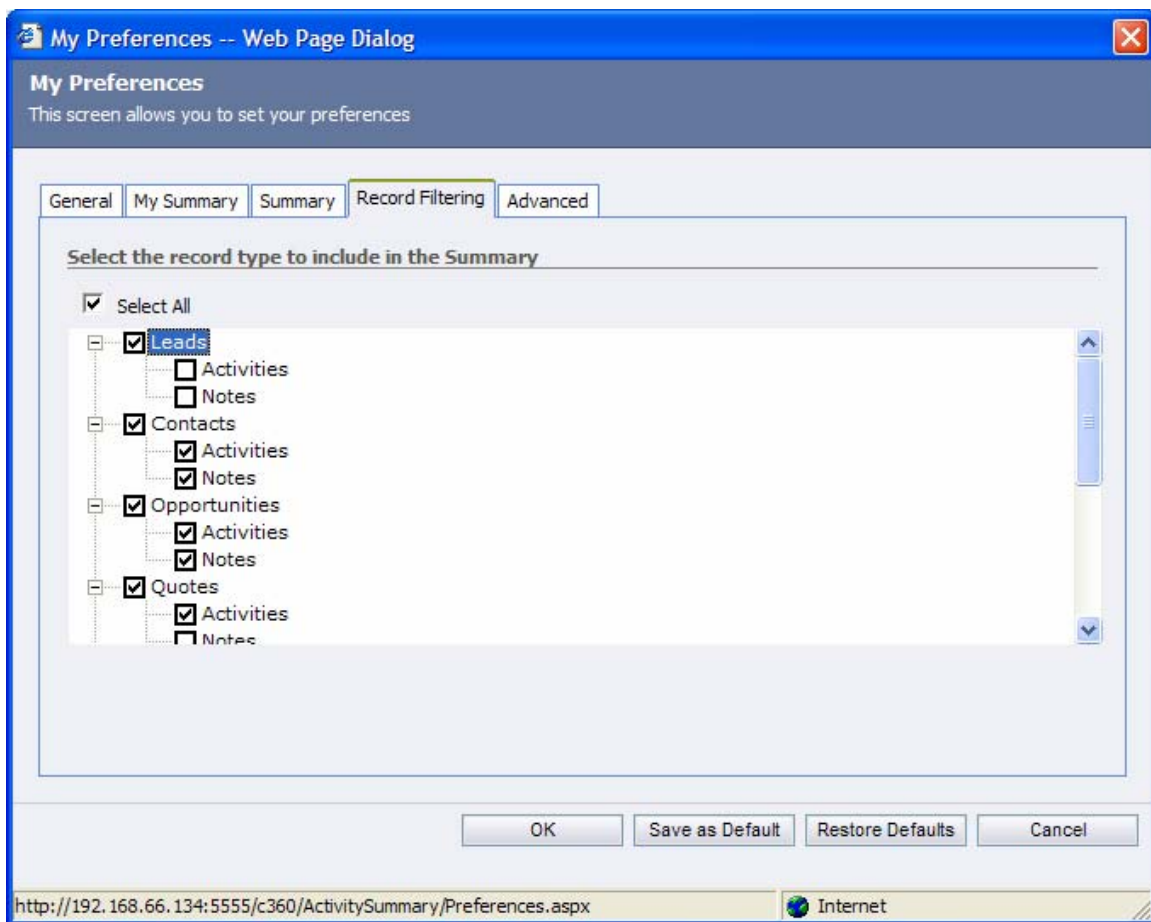 My Preferences -- Web Page Dialog
My Preferences
This screen allows you to set your preferences
General My Summary Summary Record Filtering Advanced
Select the record type to include in the Summary
Select All
Leads
Activities
Notes
Contacts
Activities
Notes
Opportunities
Activities
Notes
Quotes
Activities
Notes
OK Save as Default Restore Defaults Cancel
http://192.168.66.134:5555/c360/ActivitySummary/Preferences.aspx Internet